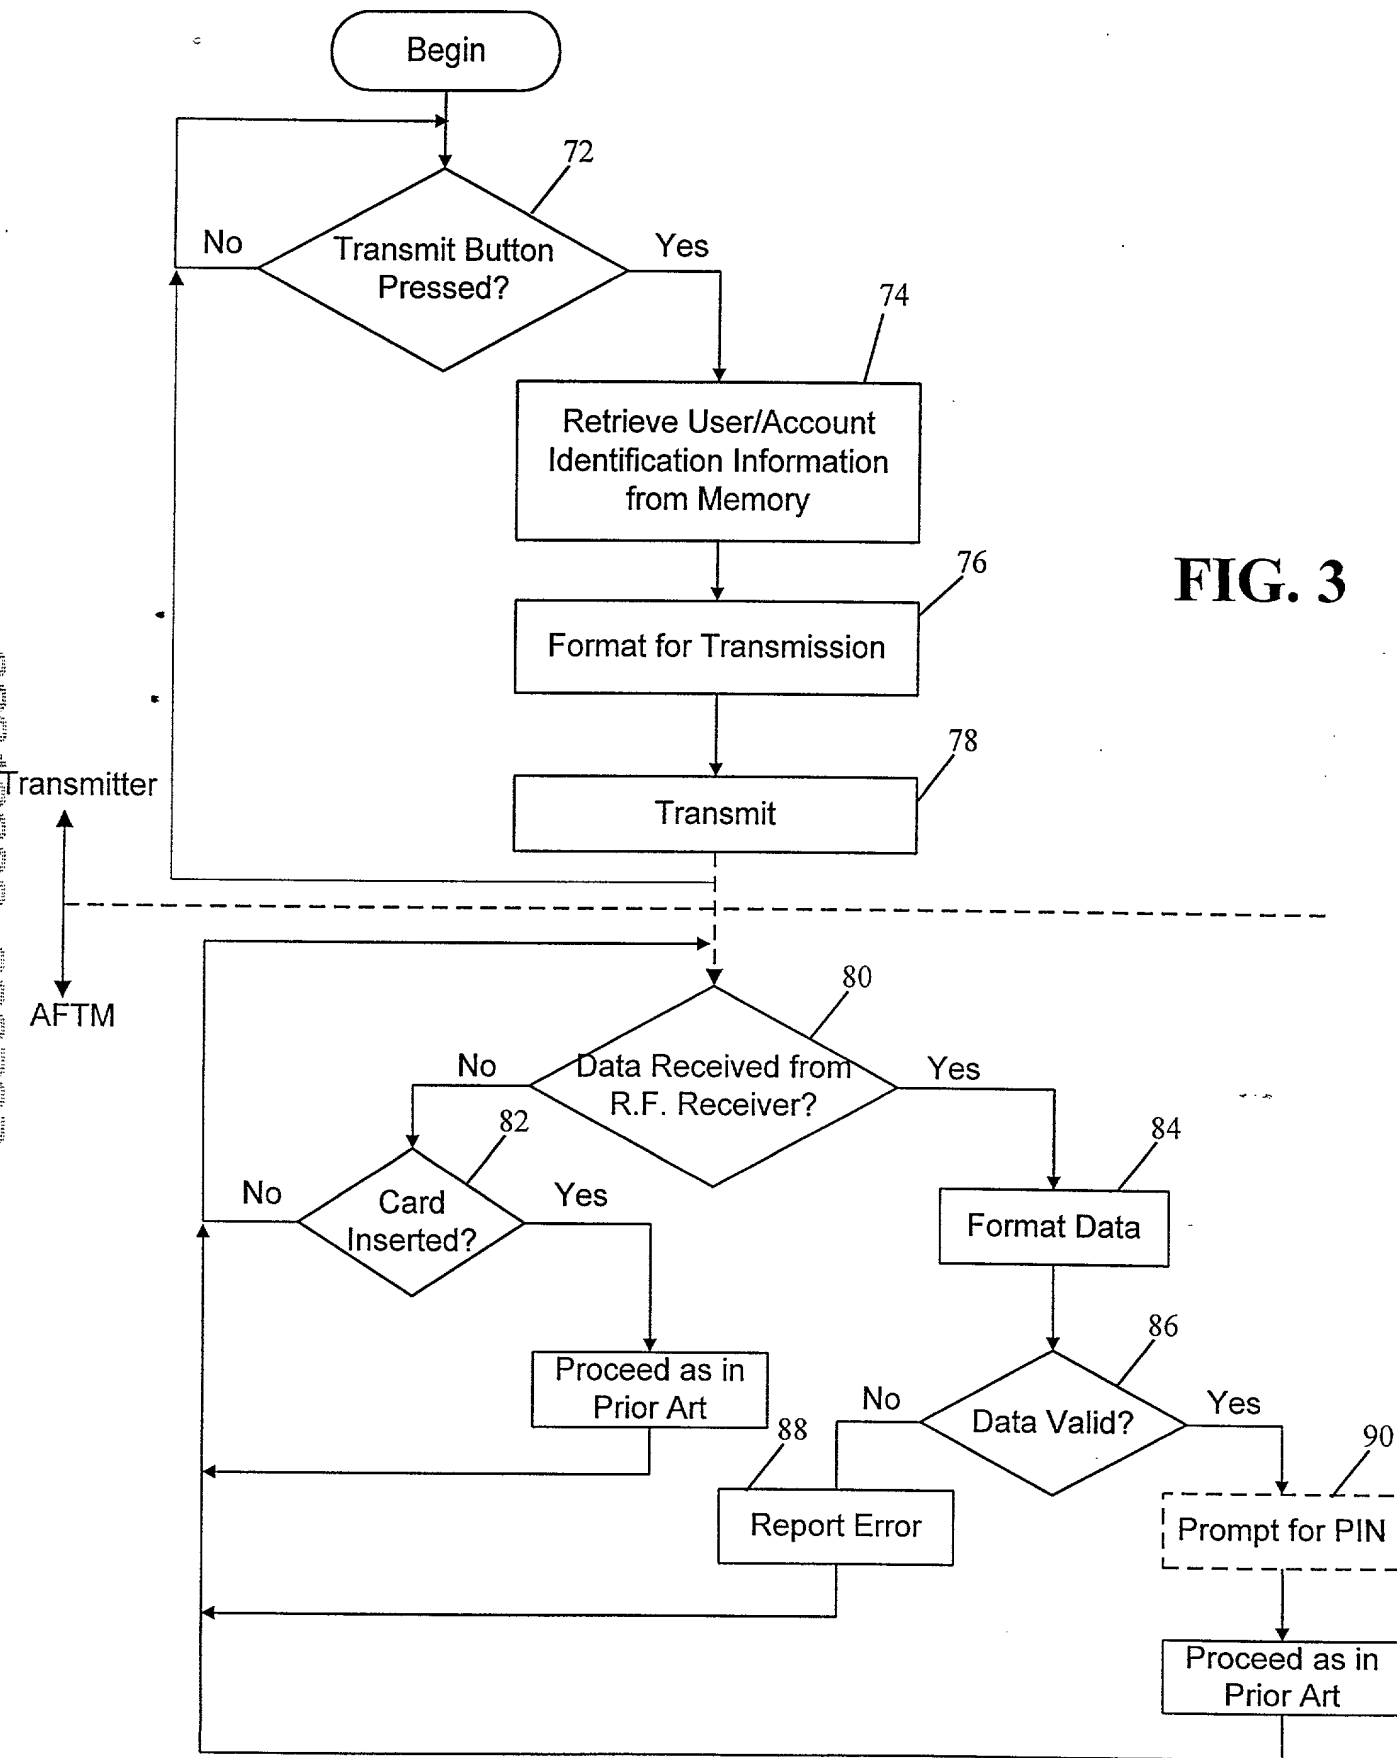 Begin
72
No
Transmit Button
Pressed?
Yes
74
Retrieve User/Account
Identification Information
from Memory
76
FIG. 3
Format for Transmission
78
Transmitter
Transmit
AFTM
80
No
Data Received from
R.F. Receiver?
Yes
82
84
No
Card
Inserted?
Yes
Format Data
86
Proceed as in
Prior Art
No
Data Valid?
Yes
88
90
Report Error
Prompt for PIN
Proceed as in
Prior Art